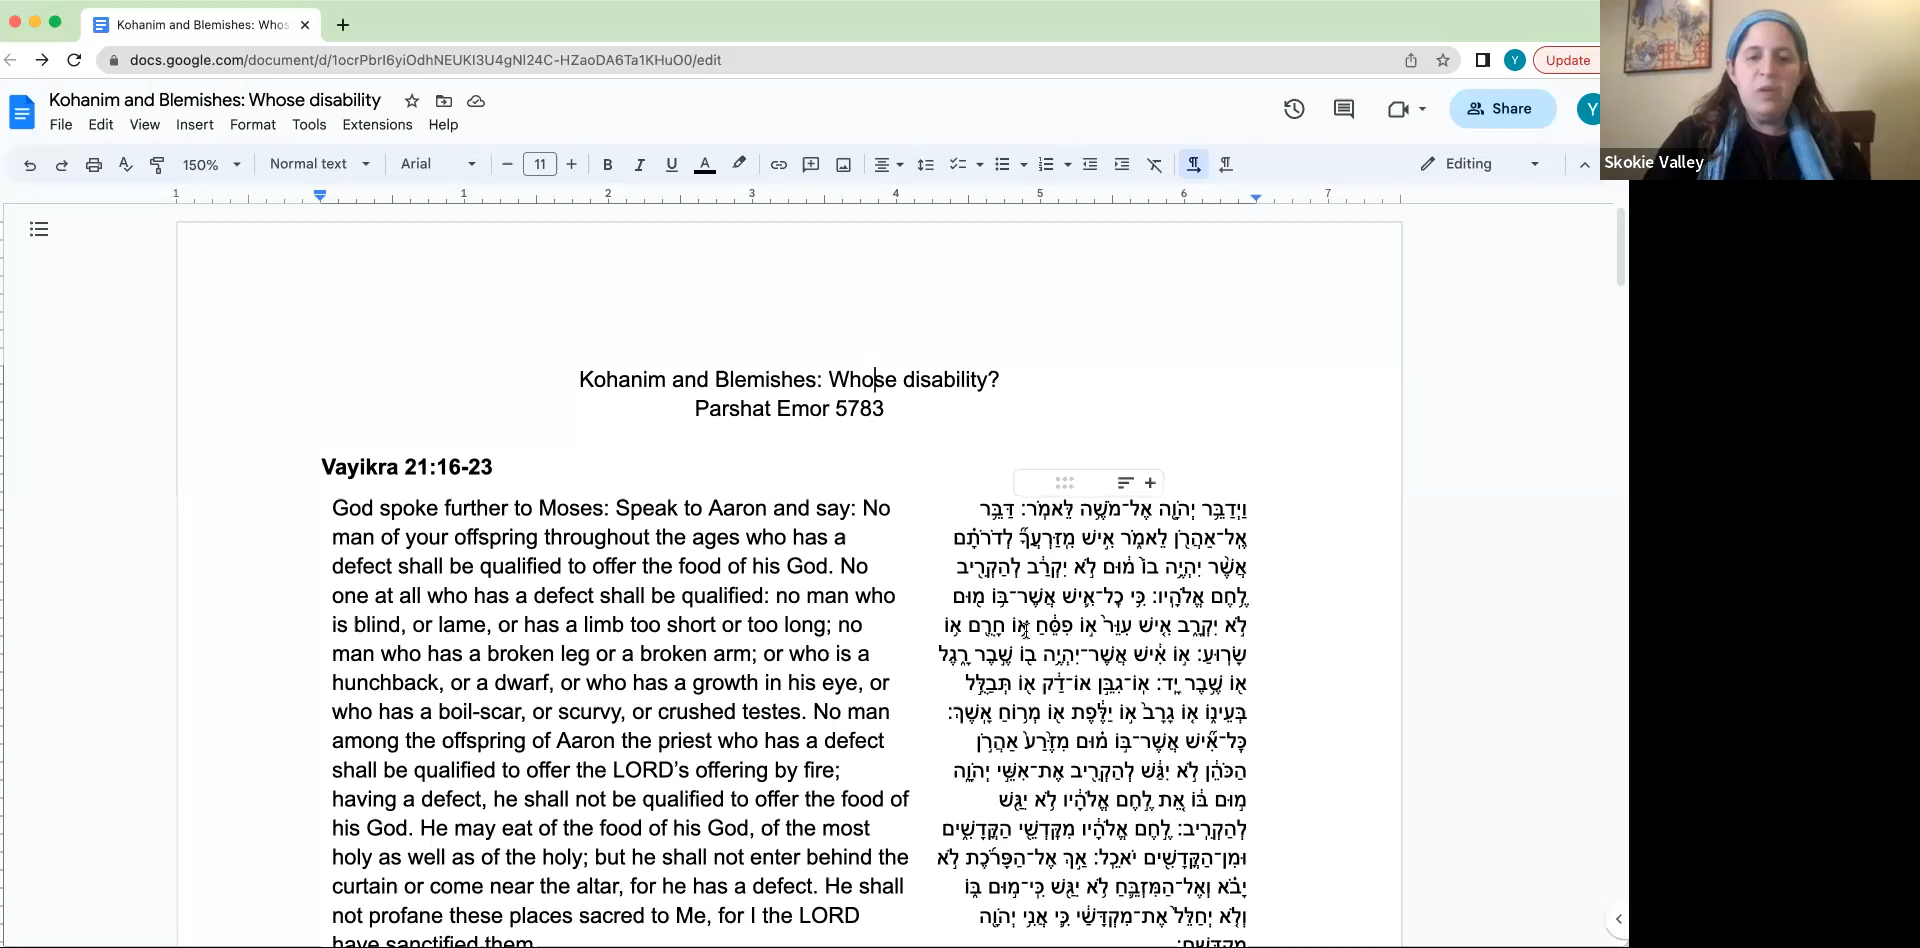 Kohanim and Blemishes: Whos
docs.google.com/document/d/1ocrPbrI6yiOdhNEUKI3U4gNl24C-HZaoDA6Ta1KHuO0/edit
Y
Update
Kohanim and Blemishes: Whose disability
Share
Y
File Edit View Insert Format Tools Extensions Help
150% Normal text Arial 11 Editing
Skokie Valley
1 1 2 3 4 5 6 7
Kohanim and Blemishes: Whose disability?
Parshat Emor 5783
Vayikra 21:16-23
God spoke further to Moses: Speak to Aaron and say: No
man of your offspring throughout the ages who has a
defect shall be qualified to offer the food of his God. No
one at all who has a defect shall be qualified: no man who
is blind, or lame, or has a limb too short or too long; no
man who has a broken leg or a broken arm; or who is a
hunchback, or a dwarf, or who has a growth in his eye, or
who has a boil-scar, or scurvy, or crushed testes. No man
among the offspring of Aaron the priest who has a defect
shall be qualified to offer the LORD’s offering by fire;
having a defect, he shall not be qualified to offer the food of
his God. He may eat of the food of his God, of the most
holy as well as of the holy; but he shall not enter behind the
curtain or come near the altar, for he has a defect. He shall
not profane these places sacred to Me, for I the LORD
have sanctified them.
וַיְדַבֵּ֥ר יְהֹוָ֖ה אֶל־מֹשֶׁ֥ה לֵּאמֹֽר׃ דַּבֵּ֥ר
אֶֽל־אַהֲרֹ֖ן לֵאמֹ֑ר אִ֣ישׁ מִֽזַּרְעֲךָ֞ לְדֹרֹתָ֗ם
אֲשֶׁ֨ר יִהְיֶ֥ה בוֹ֙ מ֔וּם לֹ֣א יִקְרַ֔ב לְהַקְרִ֖יב
לֶ֥חֶם אֱלֹהָֽיו׃ כִּ֥י כׇל־אִ֛ישׁ אֲשֶׁר־בּ֥וֹ מ֖וּם
לֹ֣א יִקְרָ֑ב אִ֤ישׁ עִוֵּר֙ א֣וֹ פִסֵּ֔חַ א֥וֹ חָרֻ֖ם א֥וֹ
שָׂרֽוּעַ׃ א֣וֹ אִ֔ישׁ אֲשֶׁר־יִהְיֶ֥ה ב֖וֹ שֶׁ֣בֶר רָ֑גֶל
א֖וֹ שֶׁ֥בֶר יָֽד׃ אֽוֹ־גִבֵּ֣ן אוֹ־דַ֔ק א֖וֹ תְּבַלֻּ֣ל
בְּעֵינ֑וֹ א֤וֹ גָרָב֙ א֣וֹ יַלֶּ֔פֶת א֖וֹ מְר֥וֹחַ אָֽשֶׁךְ׃
כׇּל־אִ֞ישׁ אֲשֶׁר־בּ֣וֹ מ֗וּם מִזֶּ֙רַע֙ אַהֲרֹ֣ן
הַכֹּהֵ֔ן לֹ֣א יִגַּ֔שׁ לְהַקְרִ֖יב אֶת־אִשֵּׁ֣י יְהֹוָ֑ה
מ֣וּם בּ֔וֹ אֵ֚ת לֶ֣חֶם אֱלֹהָ֔יו לֹ֥א יִגַּ֖שׁ
לְהַקְרִֽיב׃ לֶ֣חֶם אֱלֹהָ֔יו מִקׇּדְשֵׁ֖י הַקֳּדָשִׁ֑ים
וּמִן־הַקֳּדָשִׁ֖ים יֹאכֵֽל׃ אַ֣ךְ אֶל־הַפָּרֹ֜כֶת לֹ֣א
יָבֹ֗א וְאֶל־הַמִּזְבֵּ֛חַ לֹ֥א יִגַּ֖שׁ כִּֽי־מ֣וּם בּ֑וֹ
וְלֹ֤א יְחַלֵּל֙ אֶת־מִקְדָּשַׁ֔י כִּ֛י אֲנִ֥י יְהֹוָ֖ה
מְקַדְּשָֽׁם׃